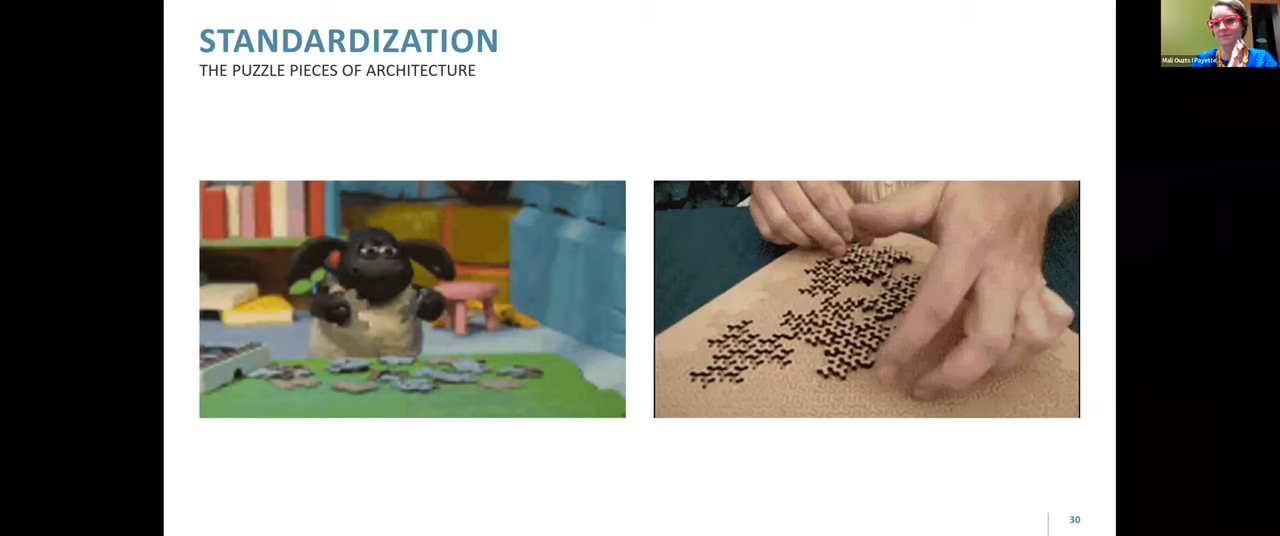 STANDARDIZATION
THE PUZZLE PIECES OF ARCHITECTURE
Mali Ouzts I Payette
30